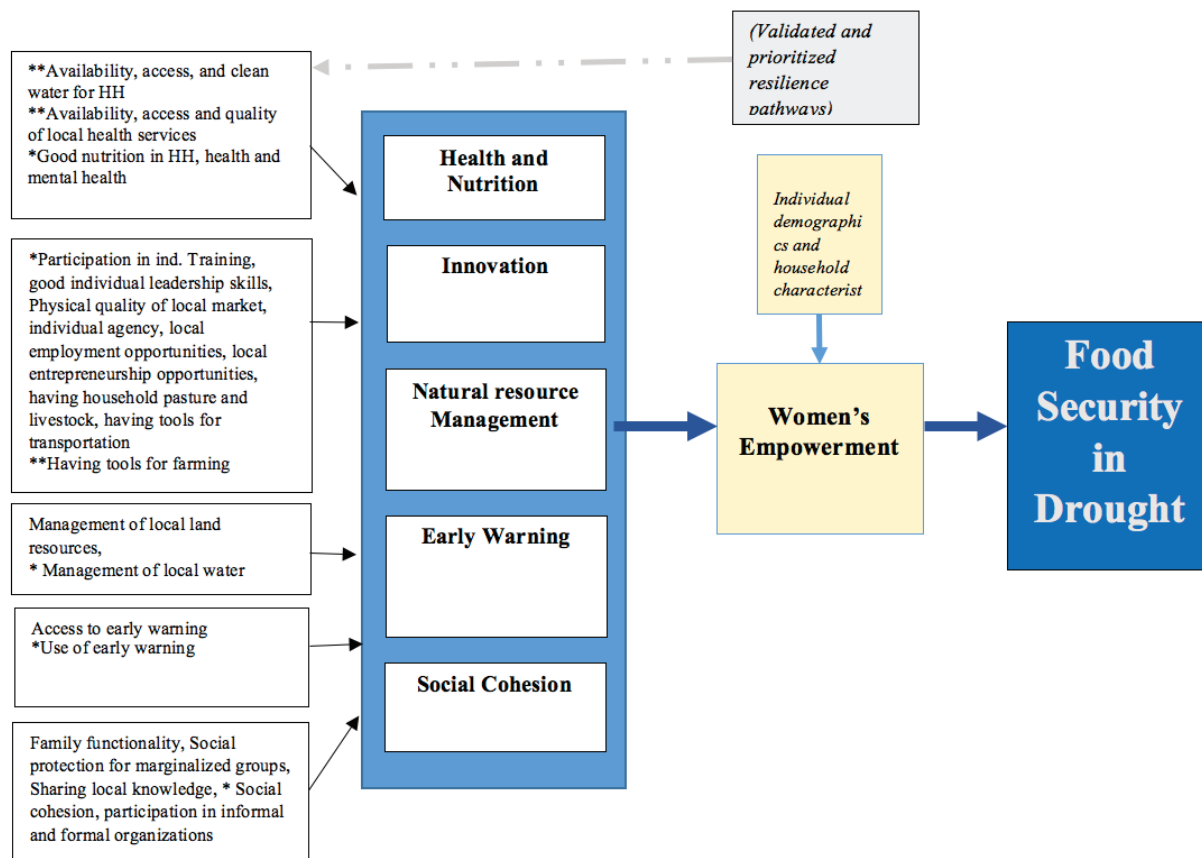 **Availability, access, and clean
water for HH
**Availability, access and quality
of local health services
*Good nutrition in HH, health and
mental health
*Participation in ind. Training,
good individual leadership skills,
Physical quality of local market,
individual agency, local
employment opportunities, local
entrepreneurship opportunities,
having household pasture and
livestock, having tools for
transportation
**Having tools for farming
Management of local land
resources,
* Management of local water
Access to early warning
*Use of early warning
Family functionality, Social
protection for marginalized groups,
Sharing local knowledge, * Social
cohesion, participation in informal
and formal organizations
Health and
Nutrition
Innovation
Natural resource
Management
Early Warning
Social Cohesion
(Validated and
prioritized
resilience
pathways)
Individual
demographi
cs and
household
characterist
Women's
Empowerment
Food
Security
in
Drought